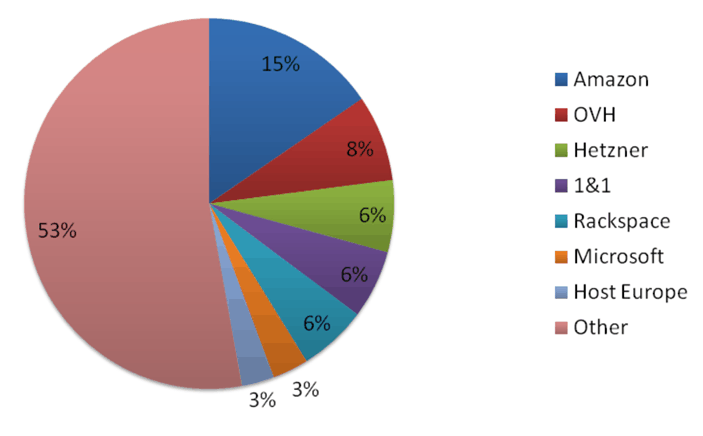 15%
8%
6%
6%
6%
3%
3%
53%
Amazon
OVH
Hetzner
1&1
Rackspace
Microsoft
Host Europe
Other